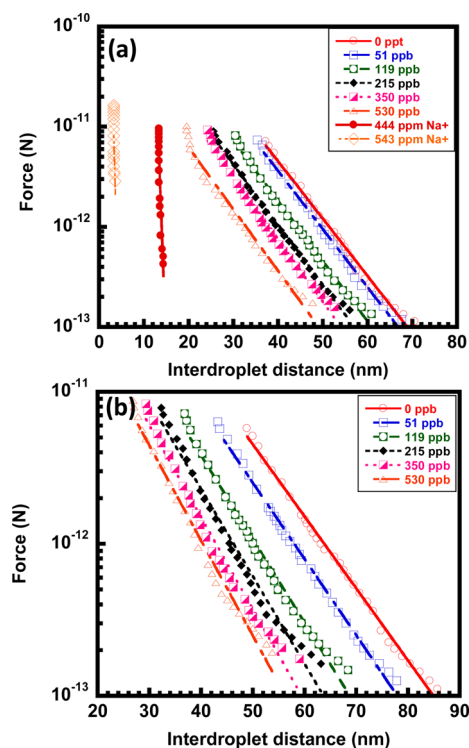 10-10
(a)
0 ppt
51 ppb
119 ppb
215 ppb
350 ppb
530 ppb
444 ppm Na+
543 ppm Na+
10-11
Force (N)
10-12
10-13
0 10 20 30 40 50 60 70 80
Interdroplet distance (nm)
10-11
(b)
0 ppb
51 ppb
119 ppb
215 ppb
350 ppb
530 ppb
Force (N)
10-12
10-13
20 30 40 50 60 70 80 90
Interdroplet distance (nm)